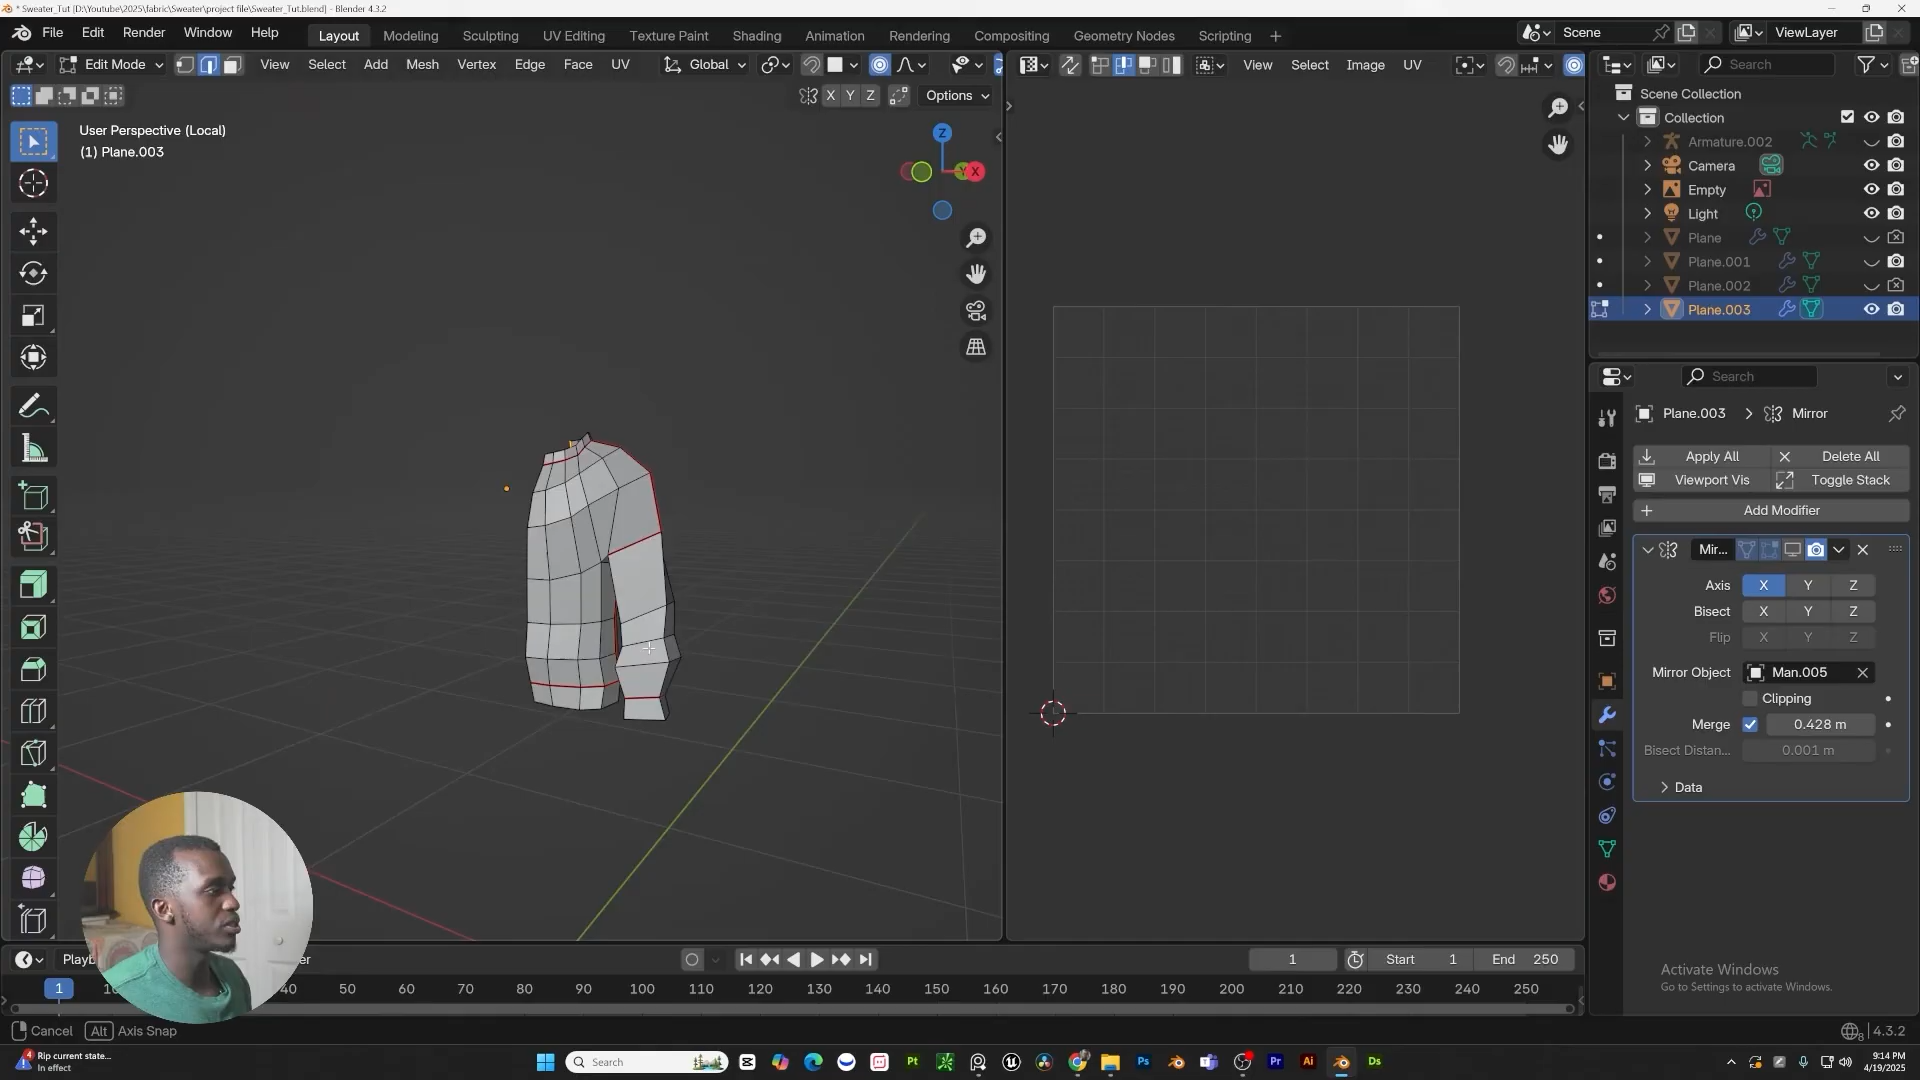 * Sweater_Tut [D:\Youtube\2025\fabric\Sweater\project file\Sweater_Tut.blend] - Blender 4.3.2
File Edit Render Window Help Layout Modeling Sculpting UV Editing Texture Paint Shading Animation Rendering Compositing Geometry Nodes Scripting + Scene ViewLayer
Edit Mode View Select Add Mesh Vertex Edge Face UV Global View Select Image UV Search
X Y Z Options
User Perspective (Local)
(1) Plane.003
Z
Y X
Scene Collection
Collection
Armature.002
Camera
Empty
Light
Plane
Plane.001
Plane.002
Plane.003
Search
Plane.003 > Mirror
Apply All Delete All
Viewport Vis Toggle Stack
+ Add Modifier
Mir...
Axis X Y Z
Bisect X Y Z
Flip X Y Z
Mirror Object Man.005
Clipping
Merge 0.428 m
Bisect Distan... 0.001 m
Data
Playb er 1 Start 1 End 250
1 10 40 50 60 70 80 90 100 110 120 130 140 150 160 170 180 190 200 210 220 230 240 250
Activate Windows
Go to Settings to activate Windows.
Cancel Alt Axis Snap 4.3.2
4 Rip current state...
In effect
Search
Pt Ps Pr Ai Ds
9:14 PM
4/19/2025